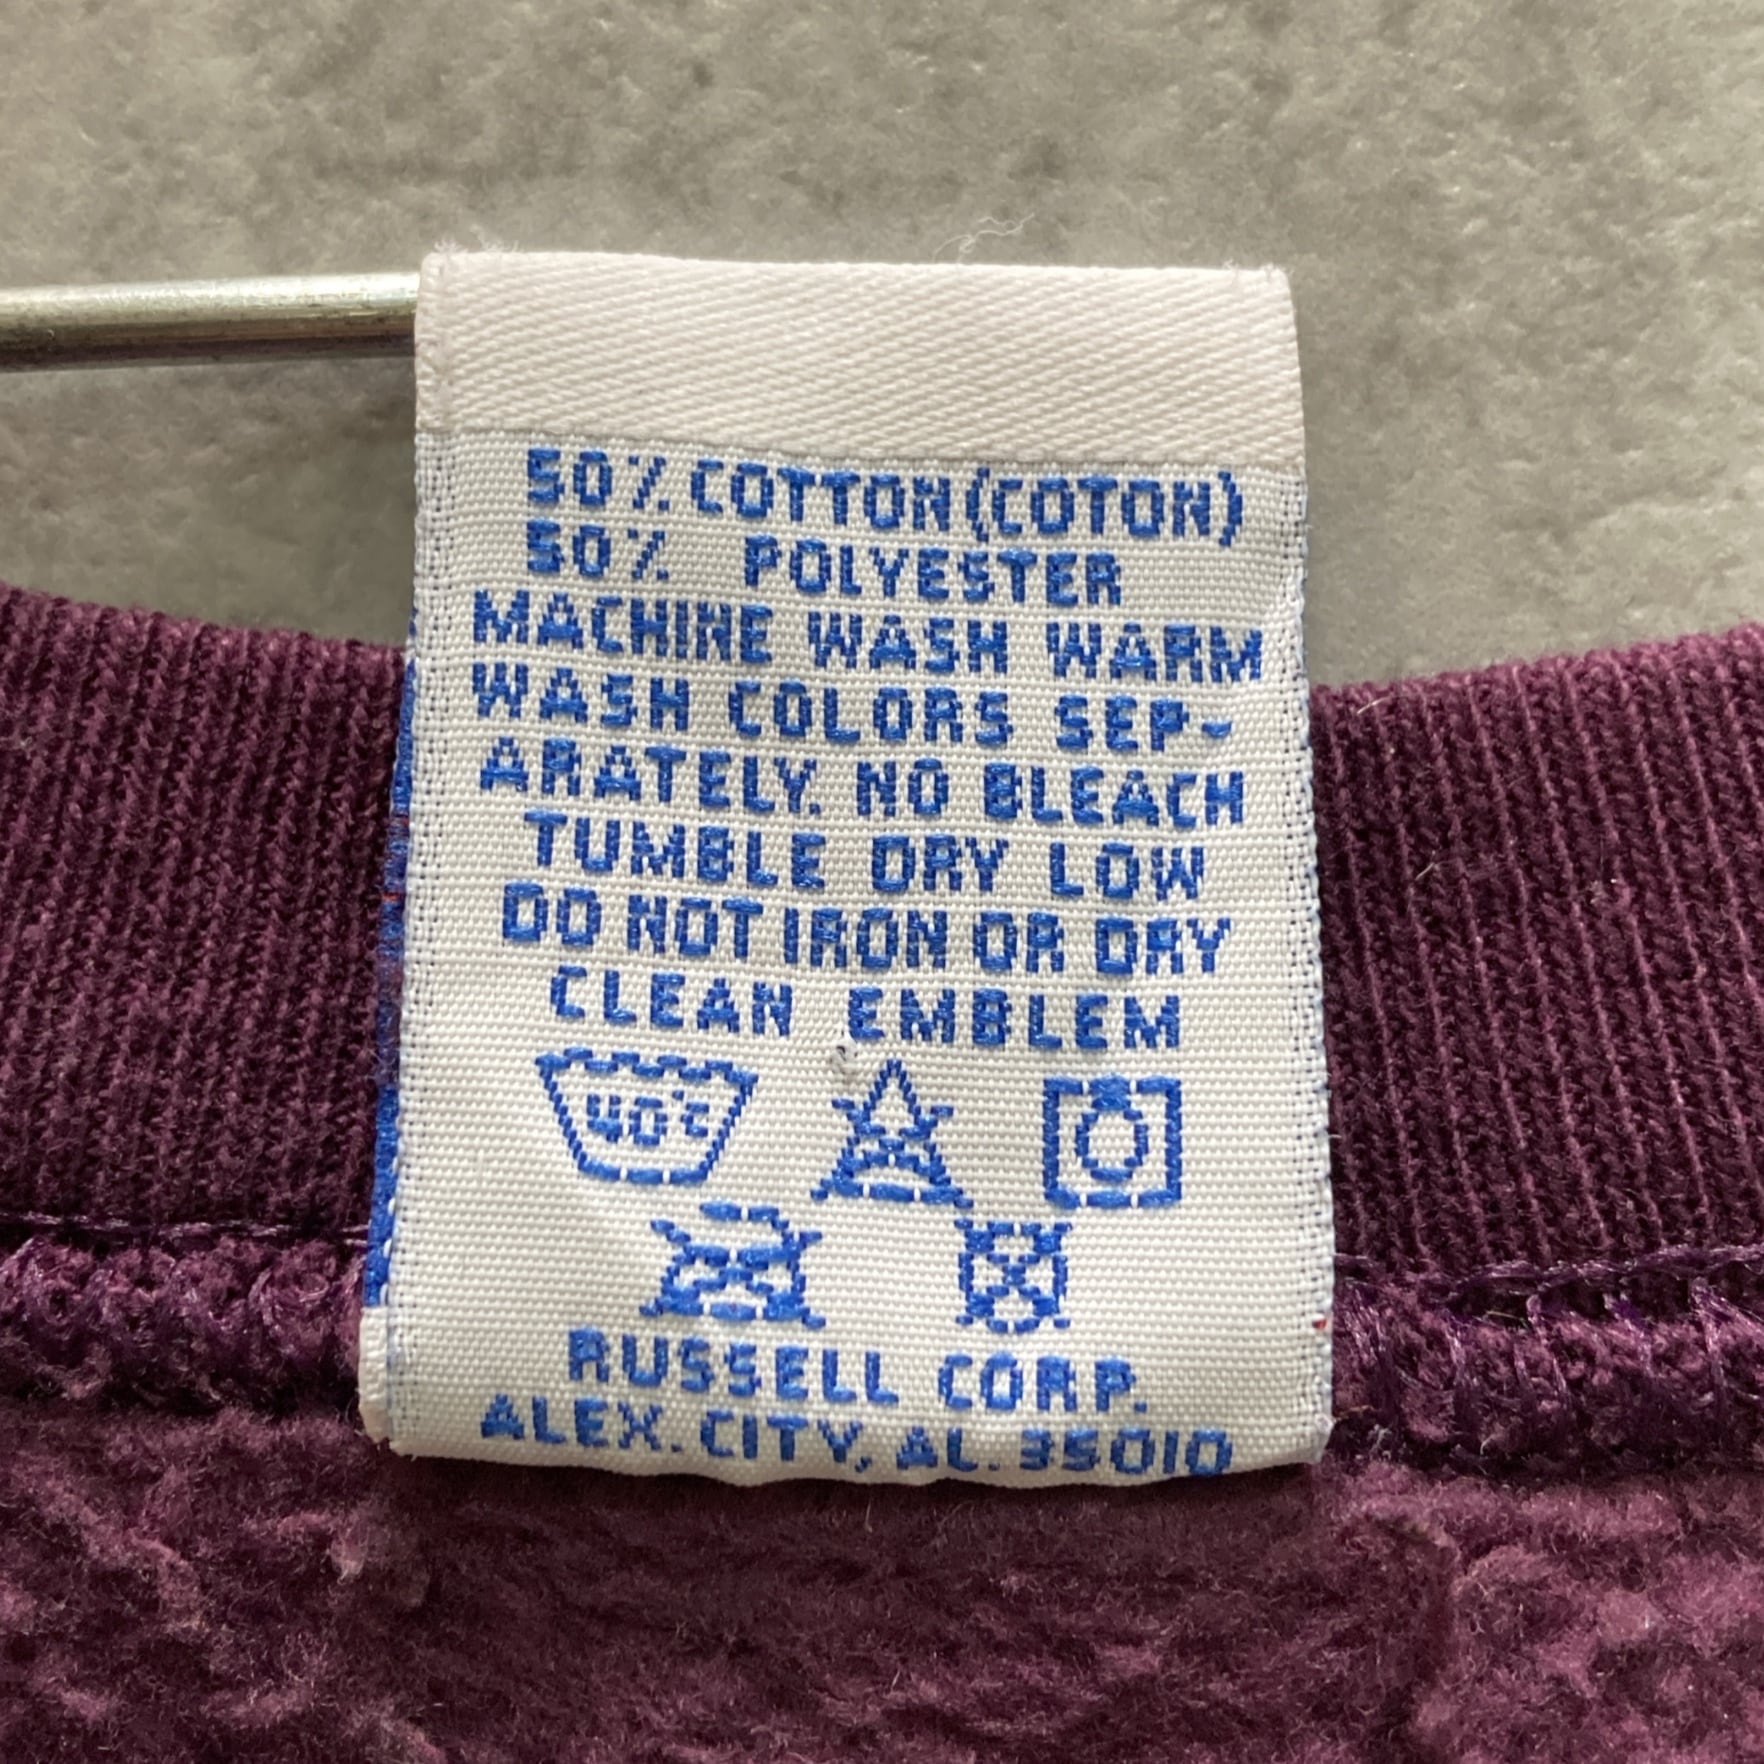 50% COTTON (COTON)
50% POLYESTER
MACHINE WASH WARM
WASH COLORS SEP-
ARATELY. NO BLEACH
TUMBLE DRY LOW
DO NOT IRON OR DRY
CLEAN EMBLEM
40°C
RUSSELL CORP.
ALEX. CITY, AL. 35010